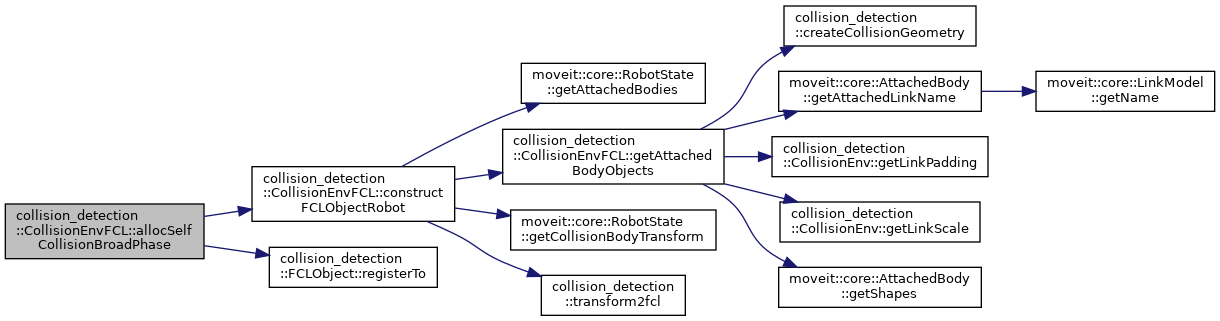 collision_detection
::CollisionEnvFCL::allocSelf
CollisionBroadPhase
collision_detection
::CollisionEnvFCL::construct
FCLObjectRobot
collision_detection
::FCLObject::registerTo
moveit::core::RobotState
::getAttachedBodies
collision_detection
::CollisionEnvFCL::getAttached
BodyObjects
moveit::core::RobotState
::getCollisionBodyTransform
collision_detection
::transform2fcl
collision_detection
::createCollisionGeometry
moveit::core::AttachedBody
::getAttachedLinkName
collision_detection
::CollisionEnv::getLinkPadding
collision_detection
::CollisionEnv::getLinkScale
moveit::core::AttachedBody
::getShapes
moveit::core::LinkModel
::getName